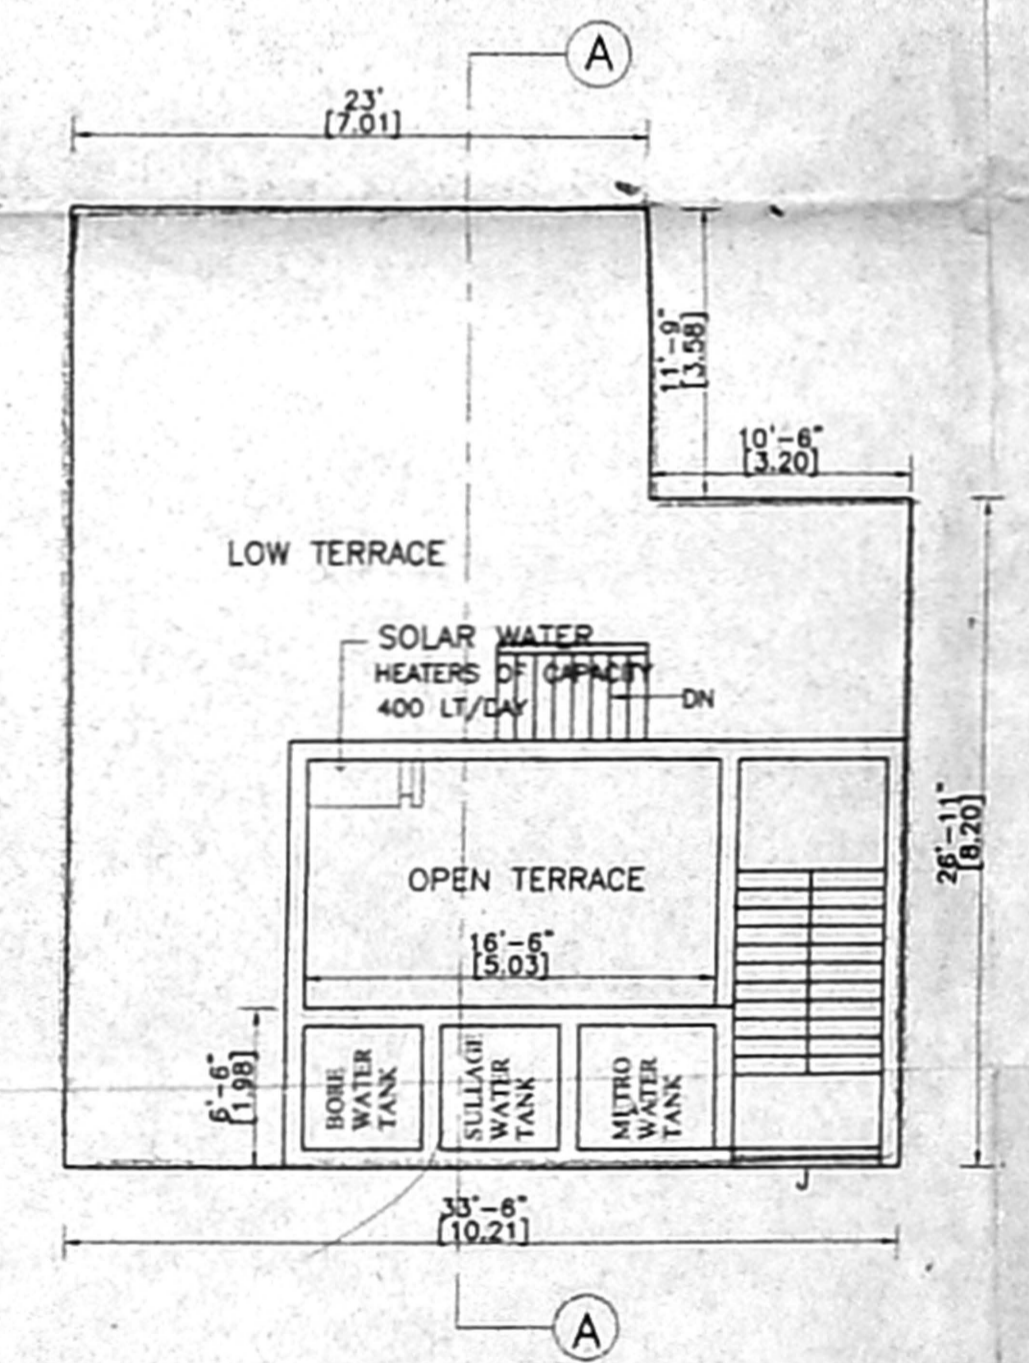 A
23'
[7.01]
11'-9"
[3.58]
10'-6"
[3.20]
LOW TERRACE
SOLAR WATER
HEATERS OF CAPACITY
400 LT/DAY
DN
26'-11"
[8.20]
OPEN TERRACE
16'-6"
[5.03]
6'-6"
[1.98]
BORE
WATER
TANK
SULLAGE
WATER
TANK
METRO
WATER
TANK
J
33'-6"
[10.21]
A